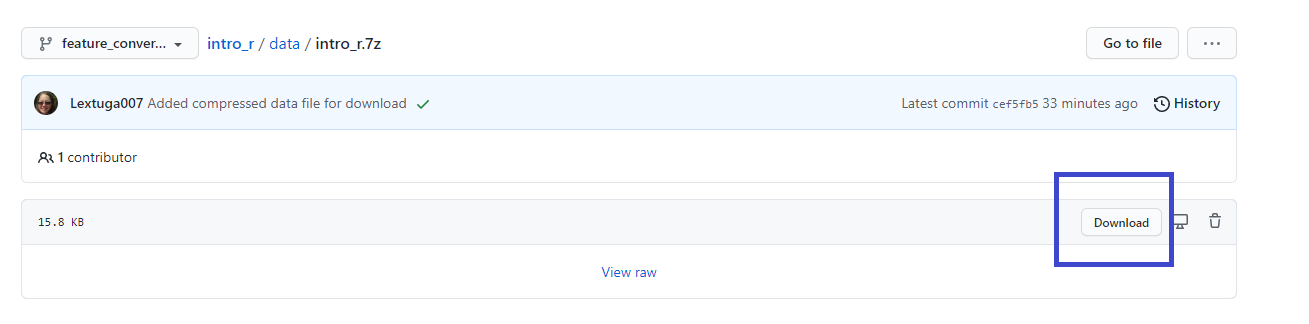 feature_conver... intro_r / data / intro_r.7z Go to file ...
Lextuga007 Added compressed data file for download Latest commit cef5fb5 33 minutes ago History
1 contributor
15.8 KB Download
View raw